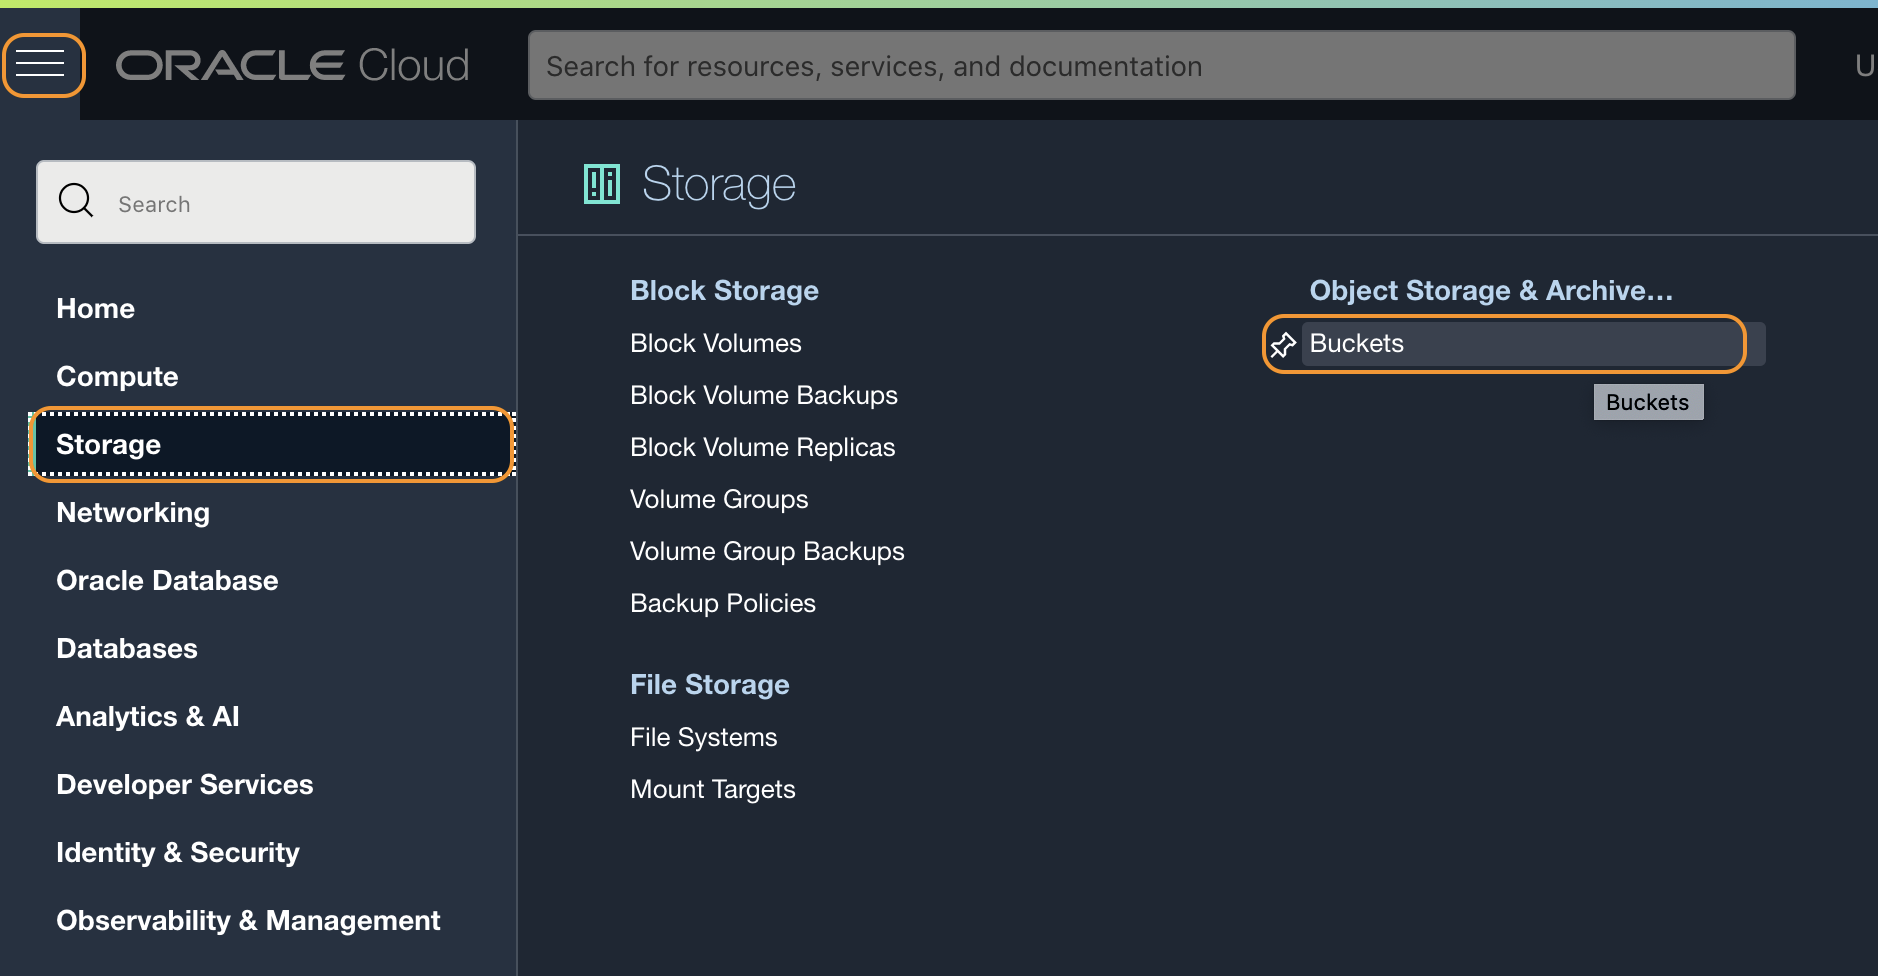 ORACLE Cloud
Search for resources, services, and documentation
U
Search
Home
Compute
Storage
Networking
Oracle Database
Databases
Analytics & AI
Developer Services
Identity & Security
Observability & Management
Storage
Block Storage
Block Volumes
Block Volume Backups
Block Volume Replicas
Volume Groups
Volume Group Backups
Backup Policies
File Storage
File Systems
Mount Targets
Object Storage & Archive...
Buckets
Buckets